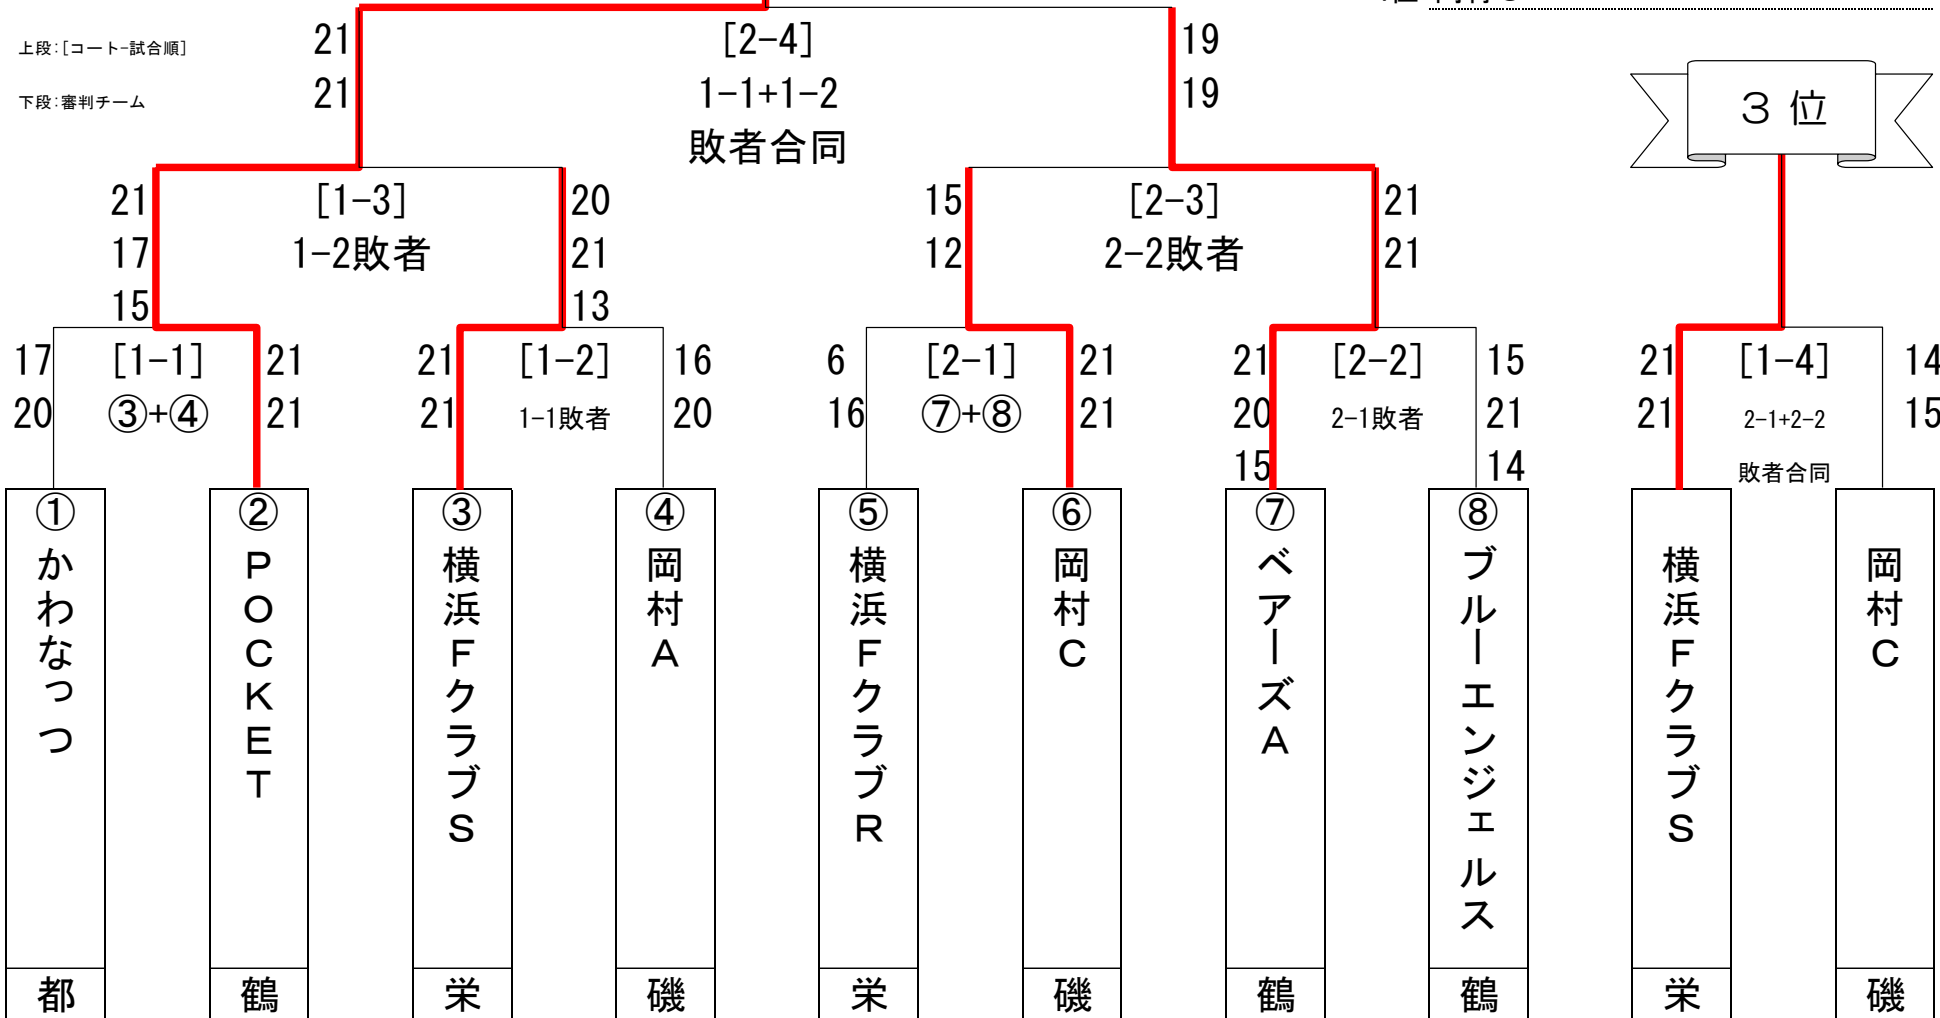 21 [2-4] 19
上段:[コート-試合順]
21 1-1+1-2 19
下段:審判チーム
敗者合同
3 位
21 [1-3] 20 15 [2-3] 21
17 1-2敗者 21 12 2-2敗者 21
15 13
17 [1-1] 21 21 [1-2] 16 6 [2-1] 21 21 [2-2] 15 21 [1-4] 14
20 ③+④ 21 21 1-1敗者 20 16 ⑦+⑧ 21 20 2-1敗者 21 21 2-1+2-2 15
15 14 敗者合同
① かわなっつ 都
② POCKET 鶴
③ 横浜FクラブS 栄
④ 岡村A 磯
⑤ 横浜FクラブR 栄
⑥ 岡村C 磯
⑦ ベアーズA 鶴
⑧ ブルーエンジェルス 鶴
横浜FクラブS 栄
岡村C 磯